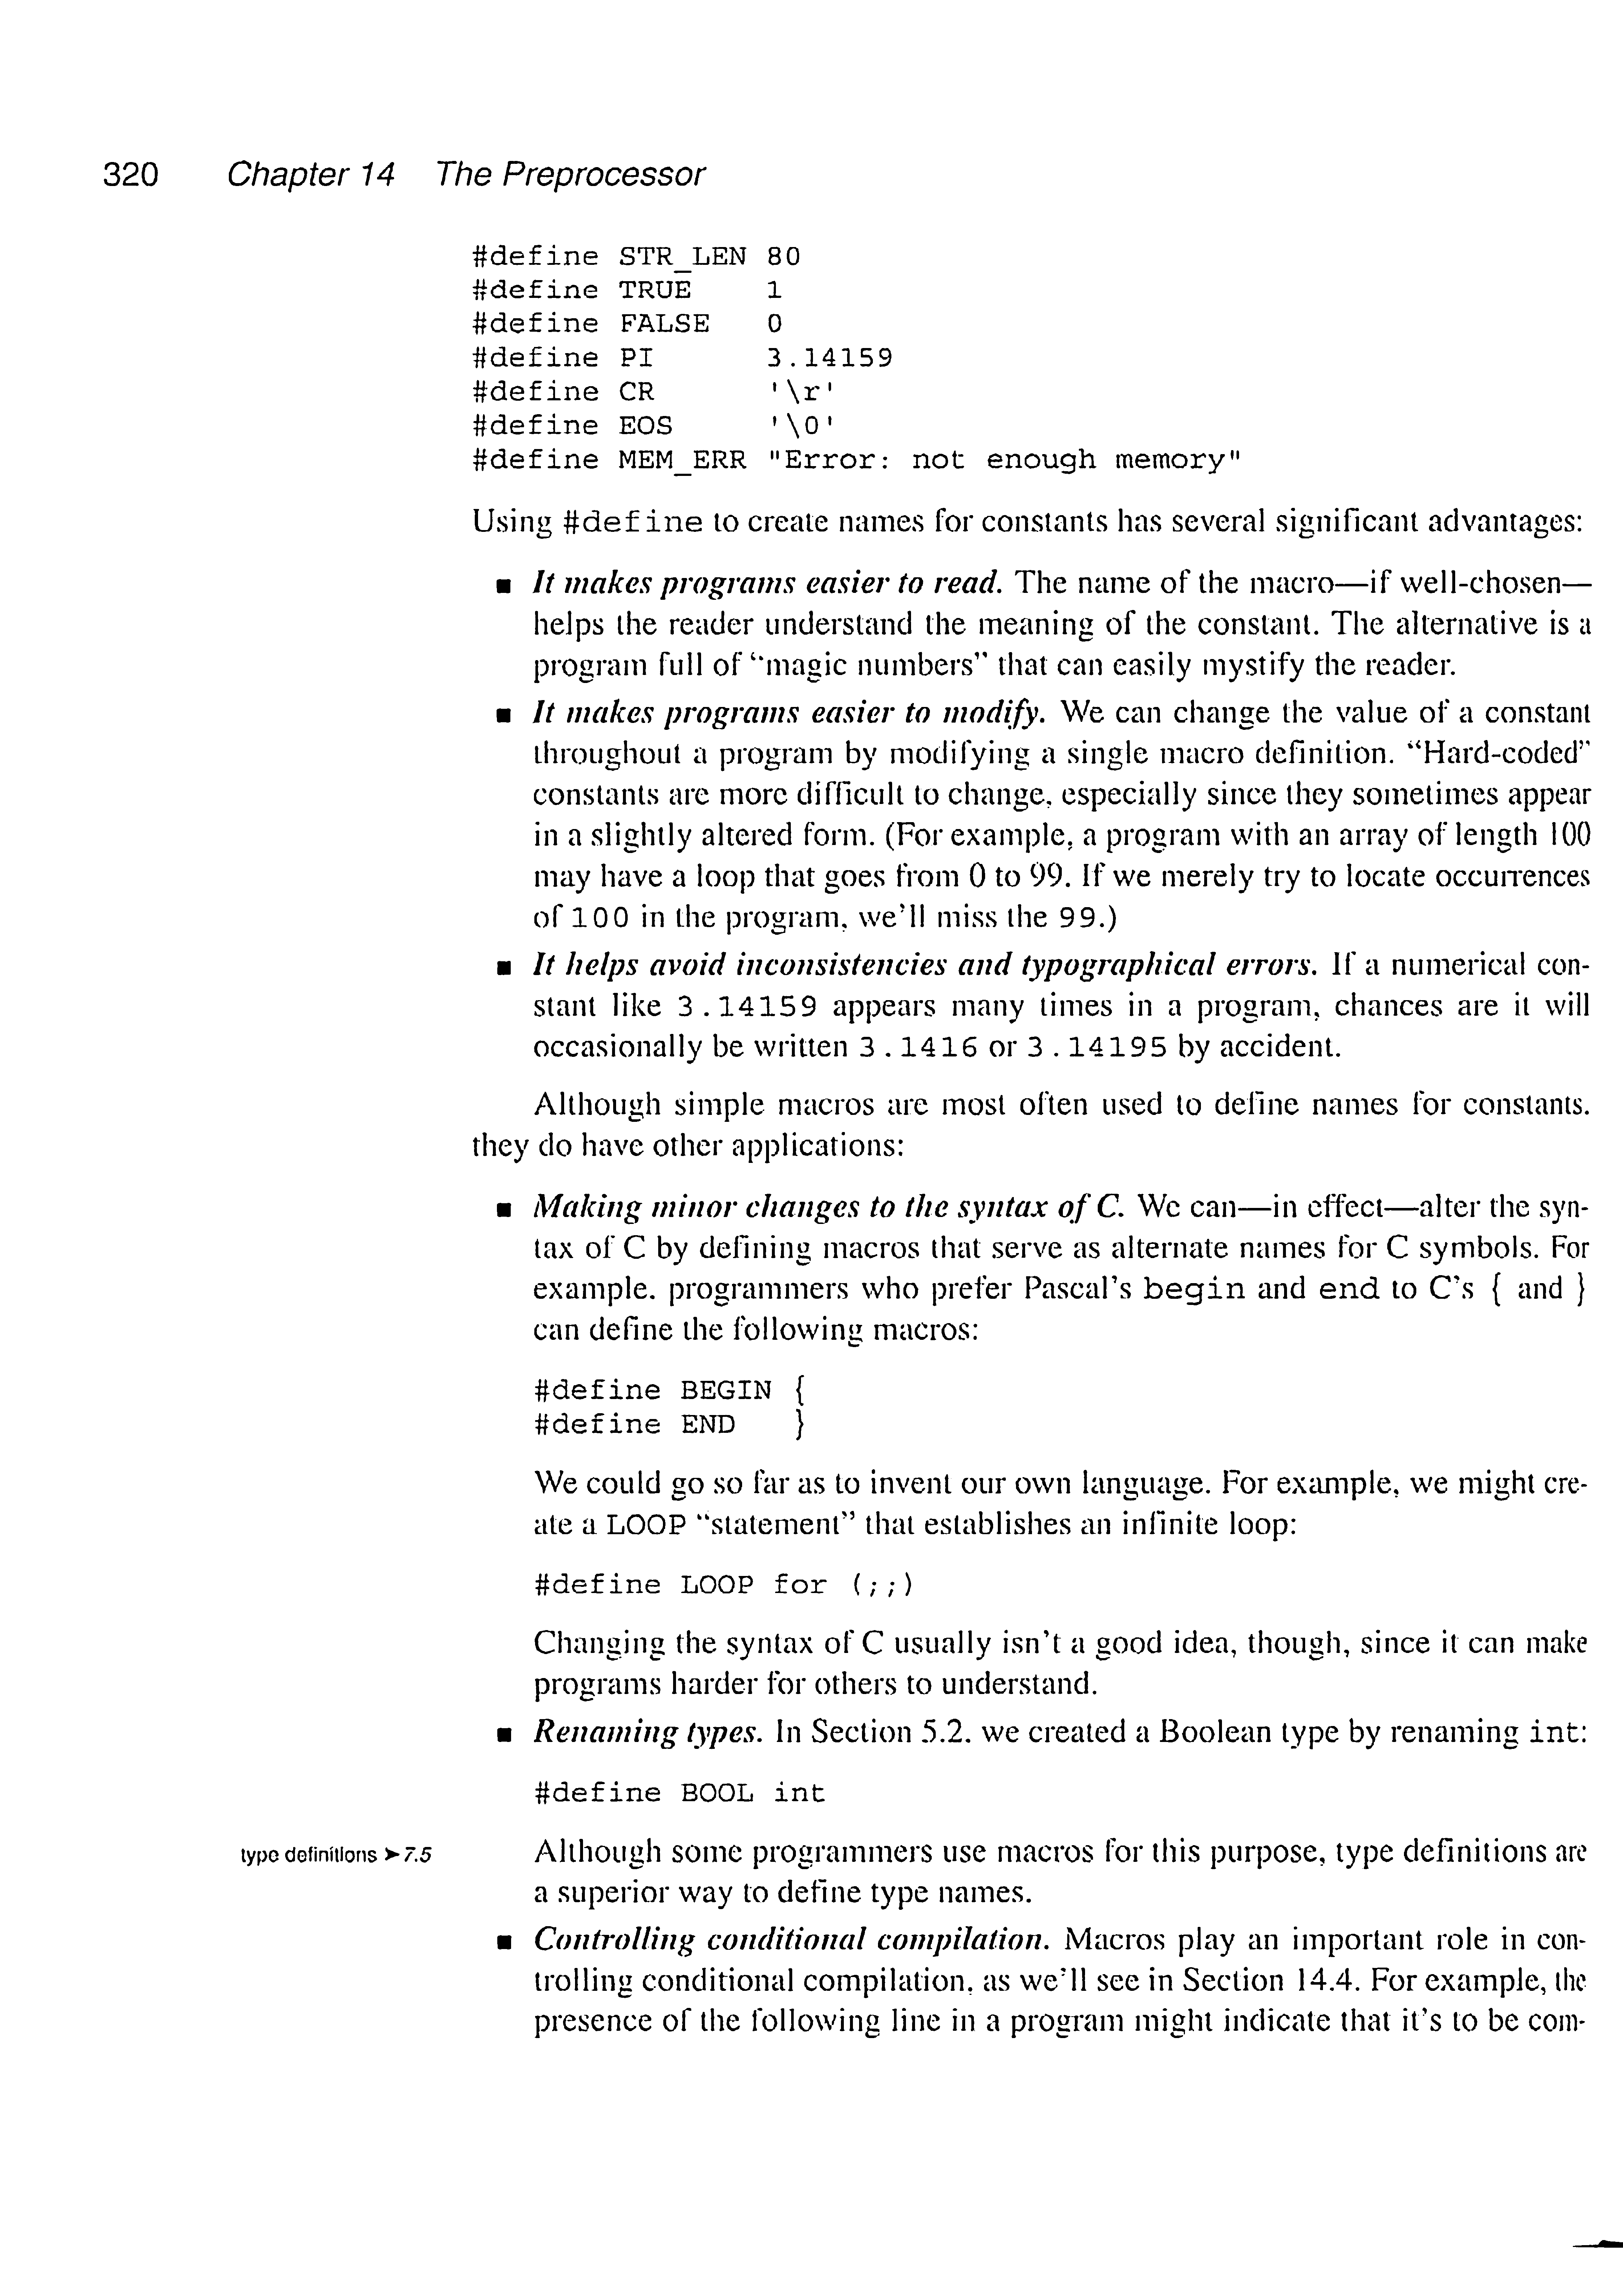 320 Chapter 14 The Preprocessor
#define STR_LEN 80
#define TRUE 1
#define FALSE 0
#define PI 3.14159
#define CR '\r'
#define EOS '\0'
#define MEM_ERR "Error: not enough memory"
Using #define to create names for constants has several significant advantages:
■ It makes programs easier to read. The name of the macro—if well-chosen—
helps the reader understand the meaning of the constant. The alternative is a
program full of “magic numbers” that can easily mystify the reader.
■ It makes programs easier to modify. We can change the value of a constant
throughout a program by modifying a single macro definition. “Hard-coded”
constants are more difficult to change, especially since they sometimes appear
in a slightly altered form. (For example, a program with an array of length 100
may have a loop that goes from 0 to 99. If we merely try to locate occurrences
of 100 in the program, we’ll miss the 99.)
■ It helps avoid inconsistencies and typographical errors. If a numerical con-
stant like 3.14159 appears many times in a program, chances are it will
occasionally be written 3.1416 or 3.14195 by accident.
Although simple macros are most often used to define names for constants.
they do have other applications:
■ Making minor changes to the syntax of C. We can—in effect—alter the syn-
tax of C by defining macros that serve as alternate names for C symbols. For
example. programmers who prefer Pascal’s begin and end to C’s { and }
can define the following macros:
#define BEGIN {
#define END }
We could go so far as to invent our own language. For example, we might cre-
ate a LOOP “statement” that establishes an infinite loop:
#define LOOP for (;;)
Changing the syntax of C usually isn’t a good idea, though, since it can make
programs harder for others to understand.
■ Renaming types. In Section 5.2. we created a Boolean type by renaming int:
#define BOOL int
type definitions ➤ 7.5
Although some programmers use macros for this purpose, type definitions are
a superior way to define type names.
■ Controlling conditional compilation. Macros play an important role in con-
trolling conditional compilation, as we’ll see in Section 14.4. For example, the
presence of the following line in a program might indicate that it’s to be com-